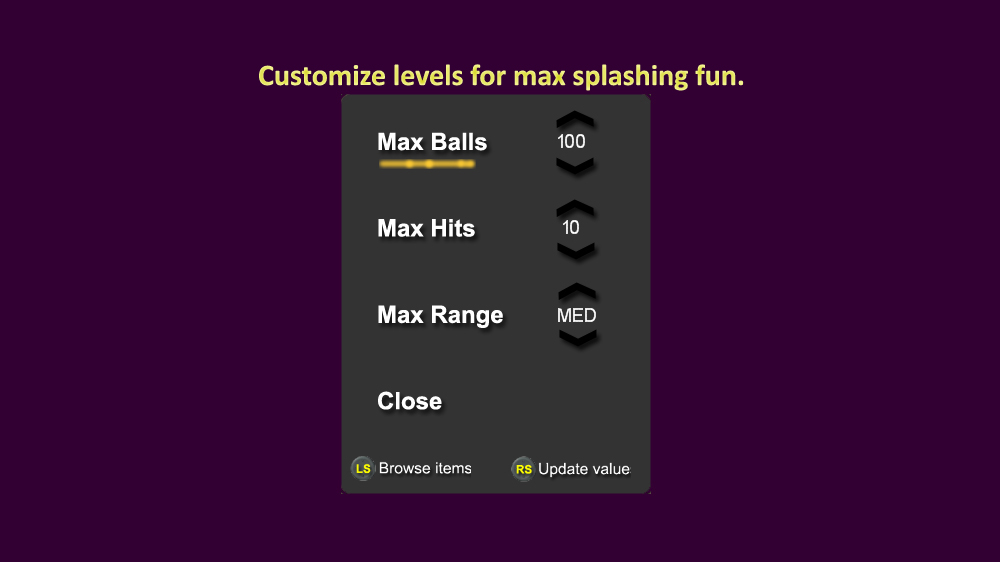 Customize levels for max splashing fun.
Max Balls
100
Max Hits
10
Max Range
MED
Close
LS Browse items
RS Update values